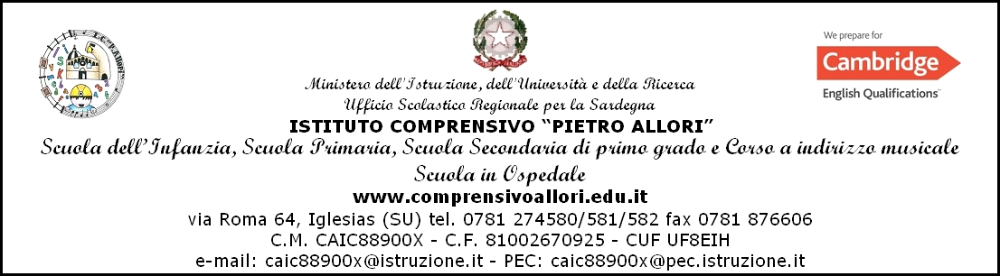 I.C. "P. Allori"
We prepare for
Cambridge
English Qualifications™
Ministero dell'Istruzione, dell'Università e della Ricerca
Ufficio Scolastico Regionale per la Sardegna
ISTITUTO COMPRENSIVO “PIETRO ALLORI”
Scuola dell'Infanzia, Scuola Primaria, Scuola Secondaria di primo grado e Corso a indirizzo musicale
Scuola in Ospedale
www.comprensivoallori.edu.it
via Roma 64, Iglesias (SU) tel. 0781 274580/581/582 fax 0781 876606
C.M. CAIC88900X - C.F. 81002670925 - CUF UF8EIH
e-mail: caic88900x@istruzione.it - PEC: caic88900x@pec.istruzione.it